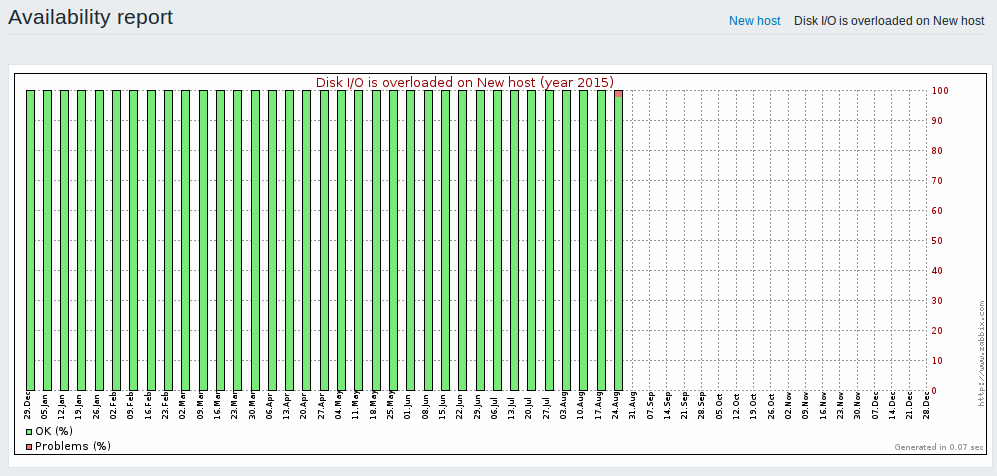 Availability report
New host Disk I/O is overloaded on New host
Disk I/O is overloaded on New host (year 2015)
100
90
80
70
60
50
40
30
20
10
0
29.Dec 05.Jan 12.Jan 19.Jan 26.Jan 02.Feb 09.Feb 16.Feb 23.Feb 02.Mar 09.Mar 16.Mar 23.Mar 30.Mar 06.Apr 13.Apr 20.Apr 27.Apr 04.May 11.May 18.May 25.May 01.Jun 08.Jun 15.Jun 22.Jun 29.Jun 06.Jul 13.Jul 20.Jul 27.Jul 03.Aug 10.Aug 17.Aug 24.Aug 31.Aug 07.Sep 14.Sep 21.Sep 28.Sep 05.Oct 12.Oct 19.Oct 26.Oct 02.Nov 09.Nov 16.Nov 23.Nov 30.Nov 07.Dec 14.Dec 21.Dec 28.Dec
http://www.zabbix.com
OK (%)
Problems (%)
Generated in 0.07 sec